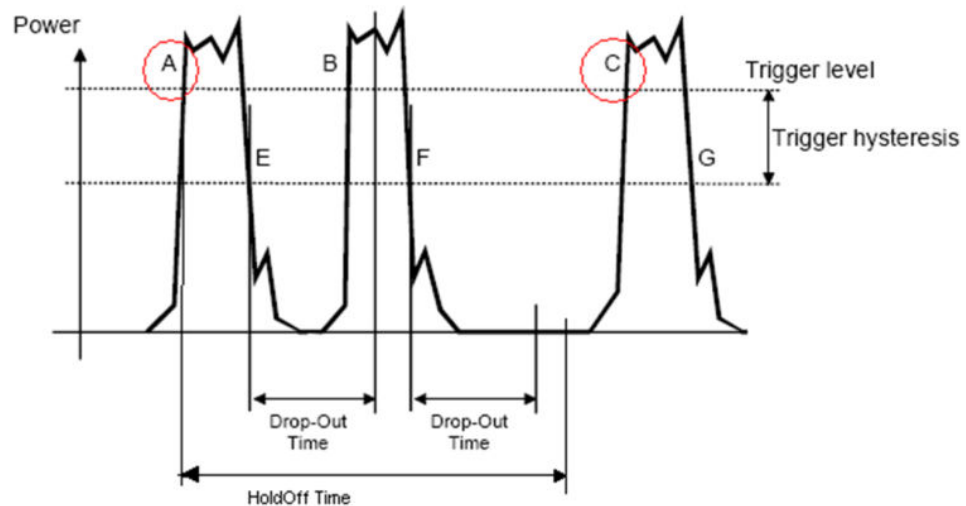 Power
A
B
C
Trigger level
Trigger hysteresis
E
F
G
Drop-Out
Time
Drop-Out
Time
HoldOff Time